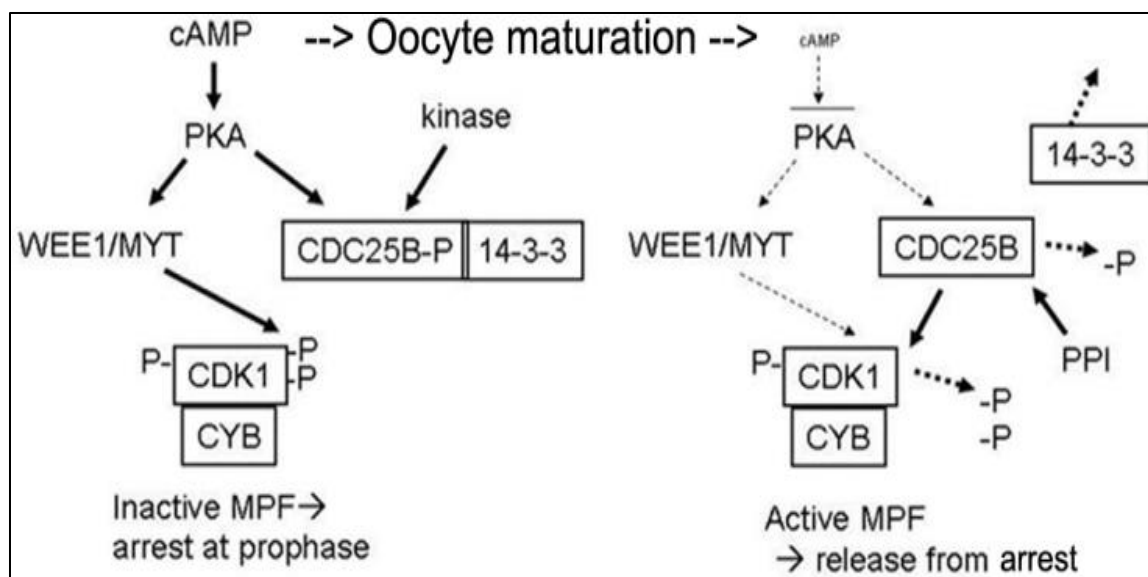 cAMP --> Oocyte maturation --> cAMP
PKA
kinase
WEE1/MYT
CDC25B-P 14-3-3
P- CDK1 -P
-P
CYB
Inactive MPF→
arrest at prophase
PKA
14-3-3
WEE1/MYT
CDC25B
-P
PPI
P- CDK1
-P
-P
CYB
Active MPF
→ release from arrest